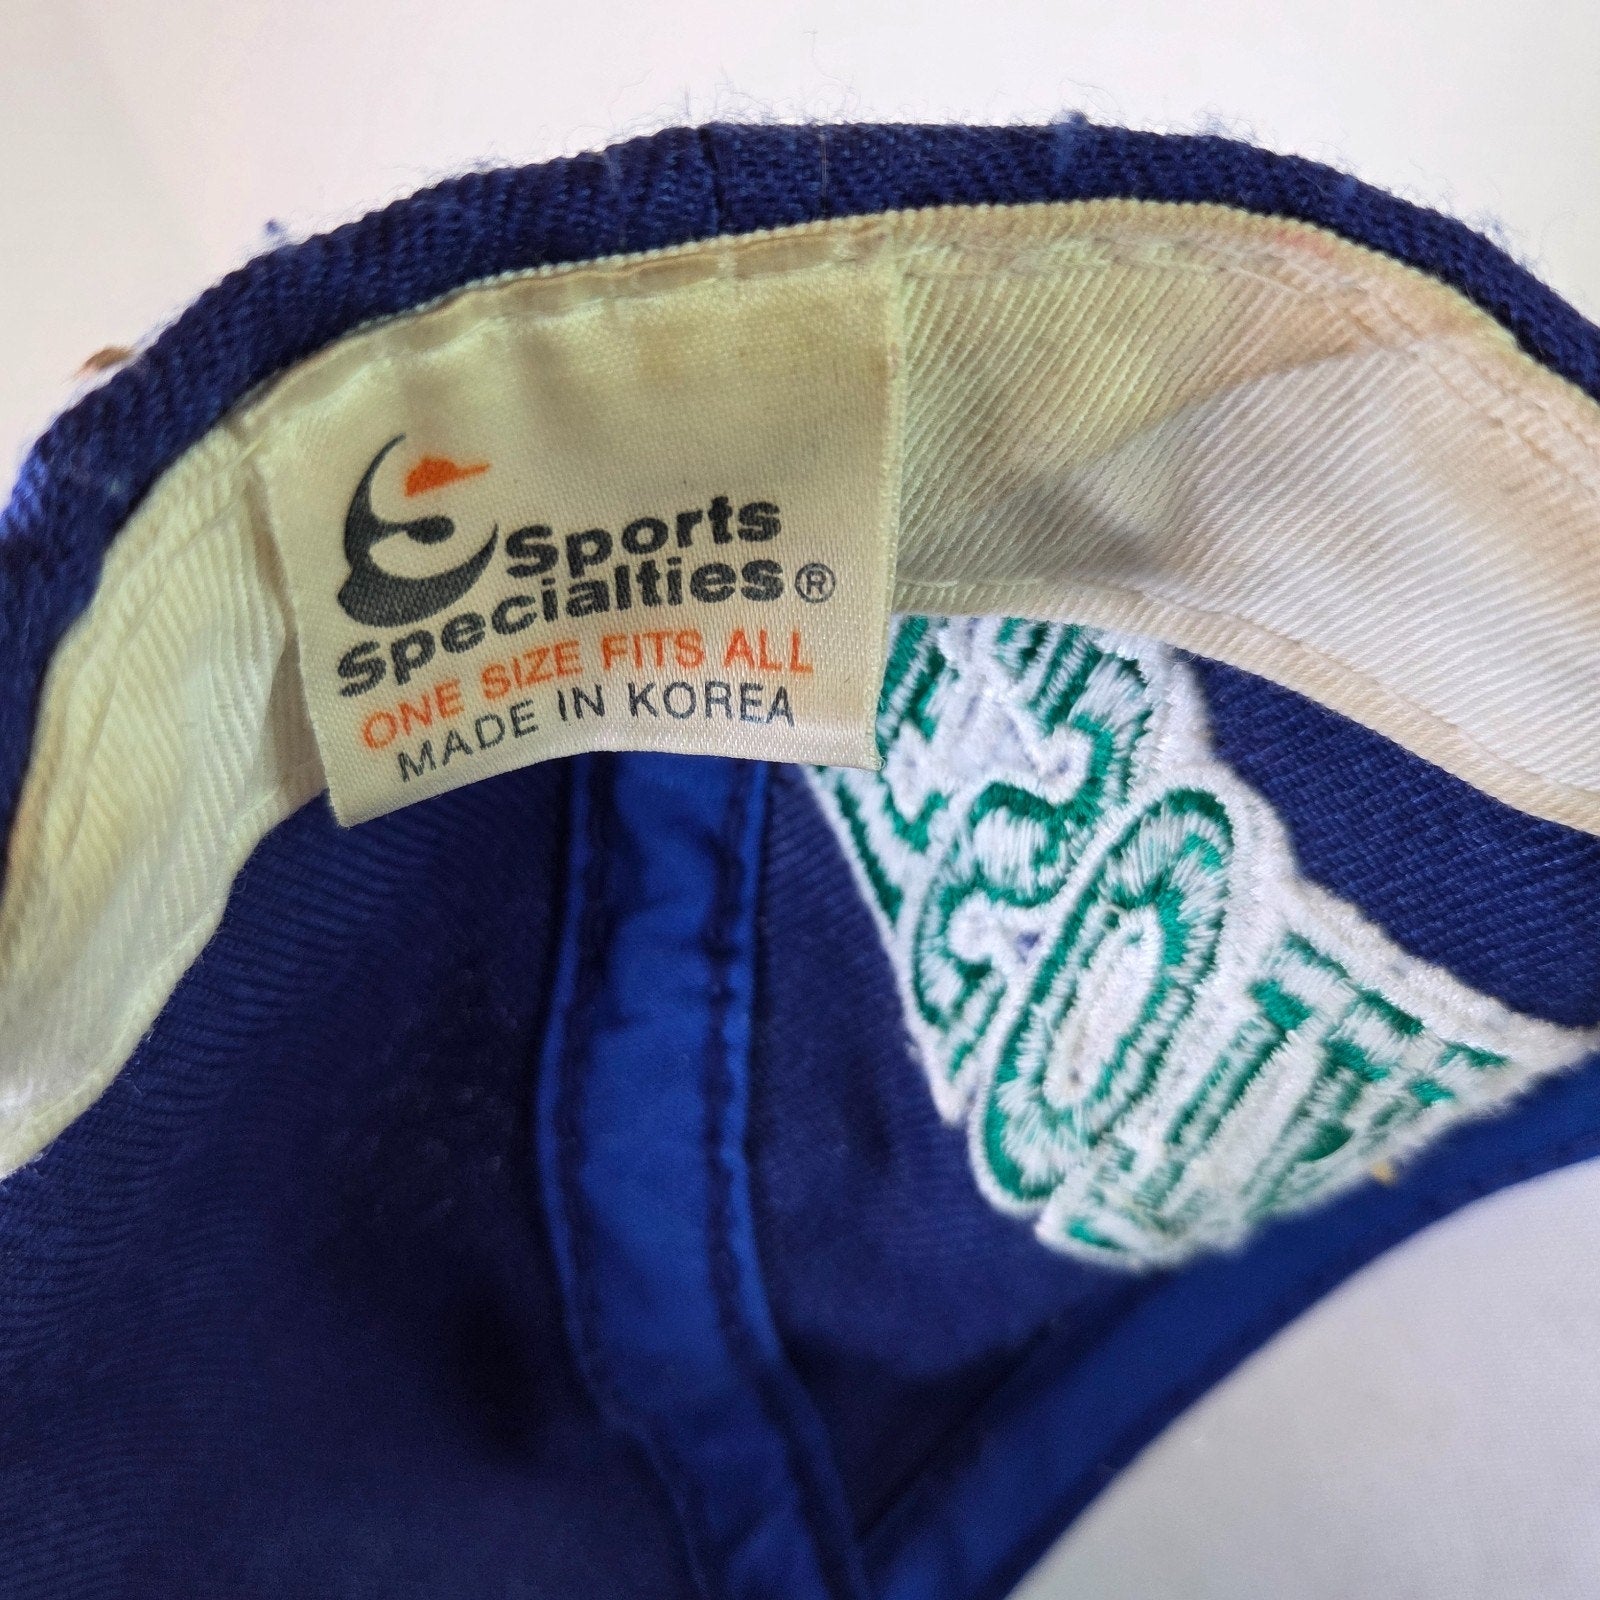 Sports
Specialties®
ONE SIZE FITS ALL
MADE IN KOREA